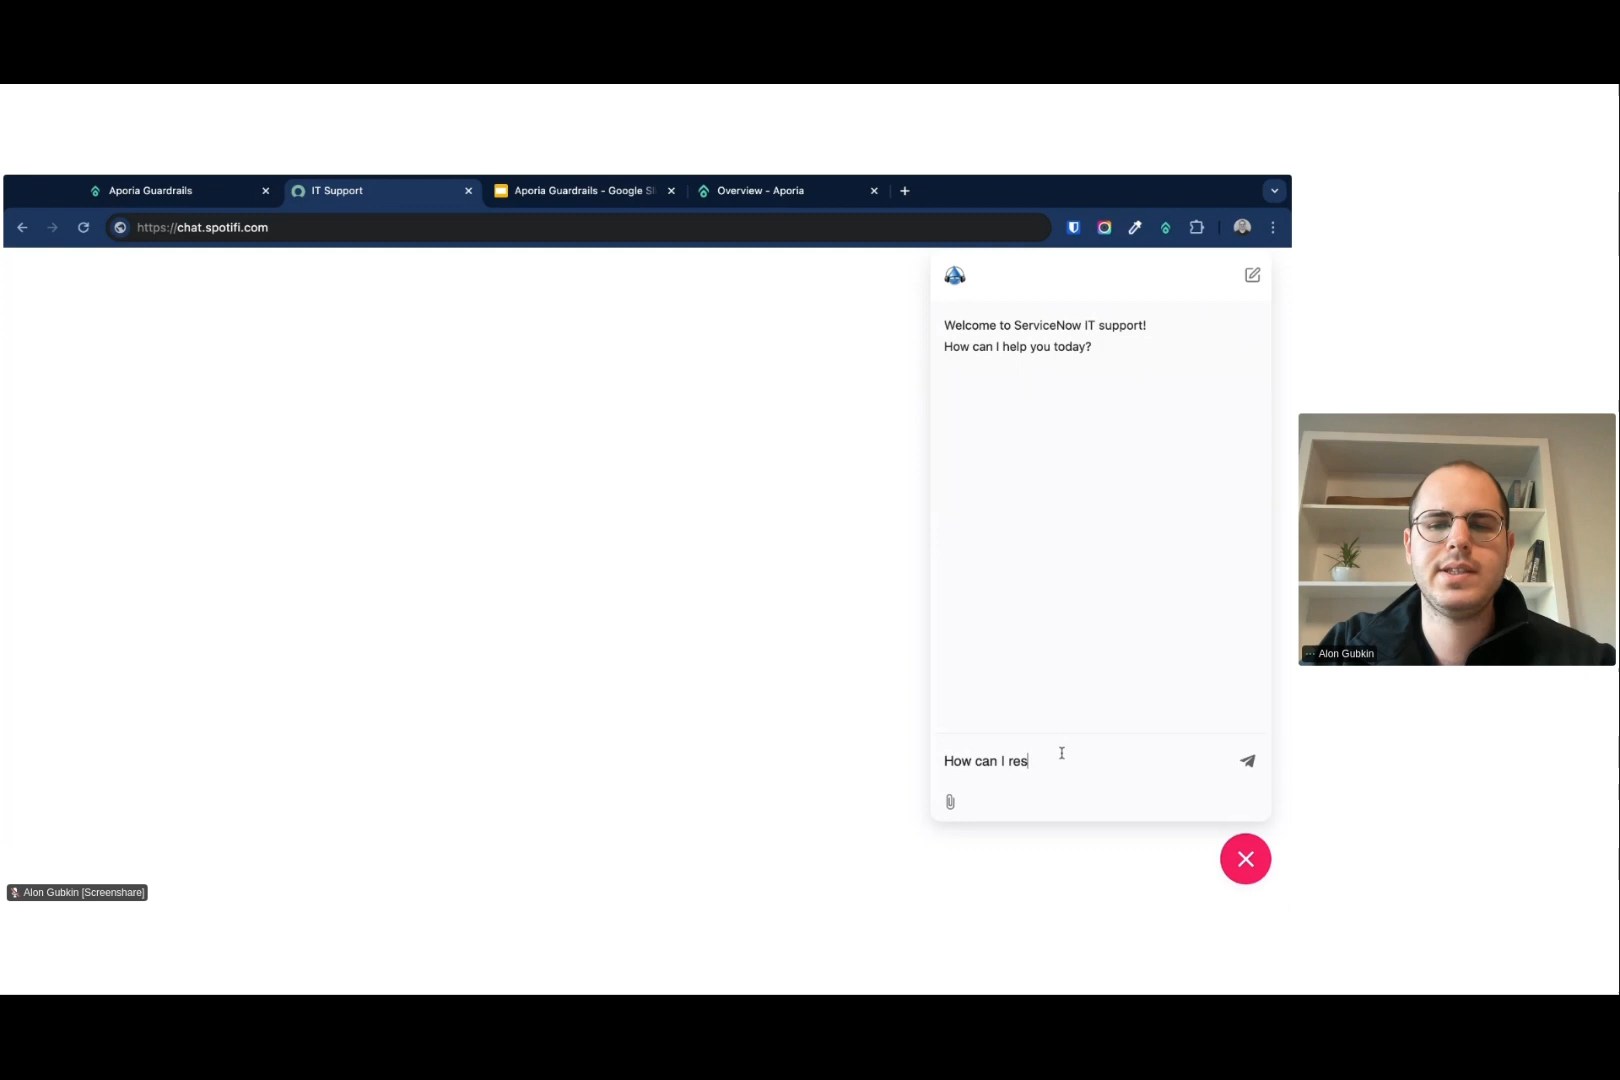 Aporia Guardrails
IT Support
Aporia Guardrails - Google Sl
Overview - Aporia
https://chat.spotifi.com
Welcome to ServiceNow IT support!
How can I help you today?
How can I res
Alon Gubkin
Alon Gubkin [Screenshare]